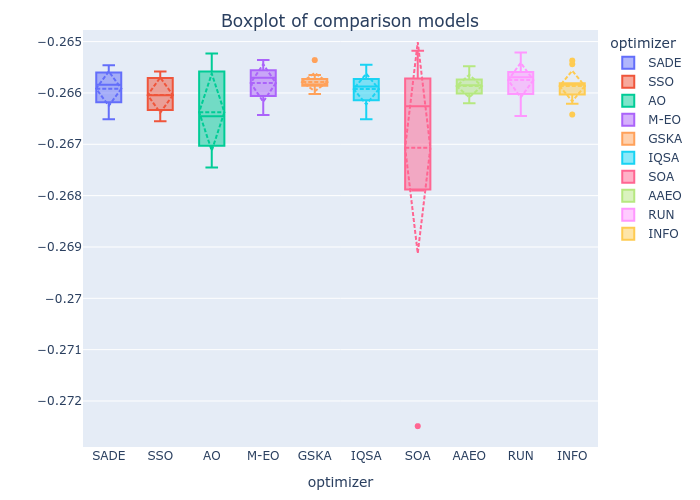 Boxplot of comparison models
−0.265
−0.266
−0.267
−0.268
−0.269
−0.27
−0.271
−0.272
SADE SSO AO M-EO GSKA IQSA SOA AAEO RUN INFO
optimizer
optimizer
SADE
SSO
AO
M-EO
GSKA
IQSA
SOA
AAEO
RUN
INFO